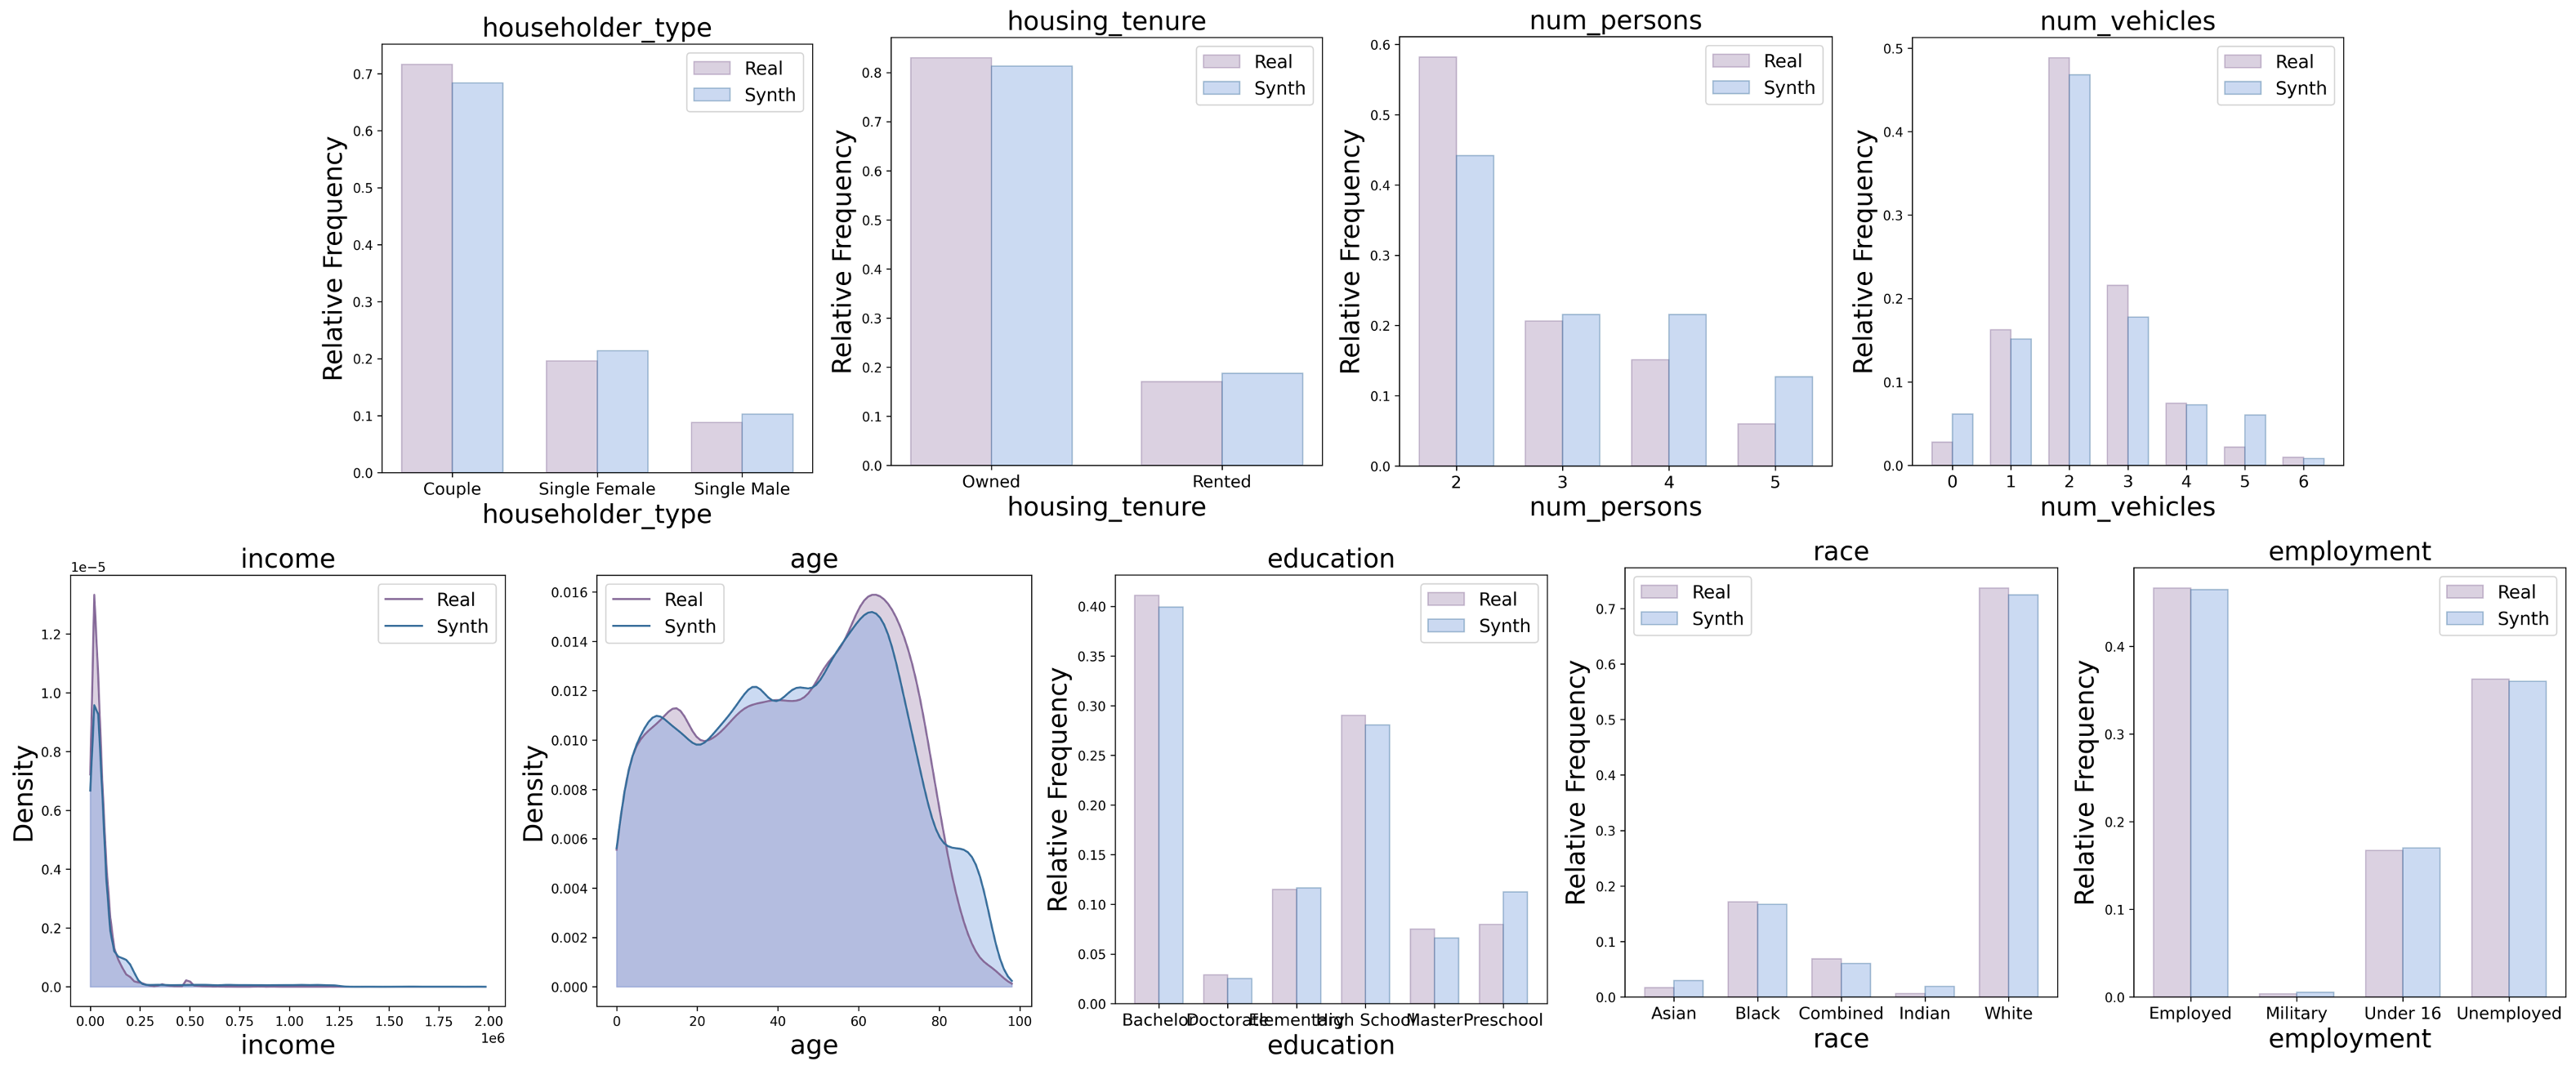 householder_type
Relative Frequency
0.7
0.6
0.5
0.4
0.3
0.2
0.1
0.0
Real
Synth
Couple Single Female Single Male
householder_type
housing_tenure
Relative Frequency
0.8
0.7
0.6
0.5
0.4
0.3
0.2
0.1
0.0
Real
Synth
Owned Rented
housing_tenure
num_persons
Relative Frequency
0.6
0.5
0.4
0.3
0.2
0.1
0.0
Real
Synth
2 3 4 5
num_persons
num_vehicles
Relative Frequency
0.5
0.4
0.3
0.2
0.1
0.0
Real
Synth
0 1 2 3 4 5 6
num_vehicles
income
1e−5
Density
1.2
1.0
0.8
0.6
0.4
0.2
0.0
Real
Synth
0.00 0.25 0.50 0.75 1.00 1.25 1.50 1.75 2.00
1e6
income
age
Density
0.016
0.014
0.012
0.010
0.008
0.006
0.004
0.002
0.000
Real
Synth
0 20 40 60 80 100
age
education
Relative Frequency
0.40
0.35
0.30
0.25
0.20
0.15
0.10
0.05
0.00
Real
Synth
Bachelor Doctorate Elementary High School Master Preschool
education
race
Relative Frequency
0.7
0.6
0.5
0.4
0.3
0.2
0.1
0.0
Real
Synth
Asian Black Combined Indian White
race
employment
Relative Frequency
0.4
0.3
0.2
0.1
0.0
Real
Synth
Employed Military Under 16 Unemployed
employment